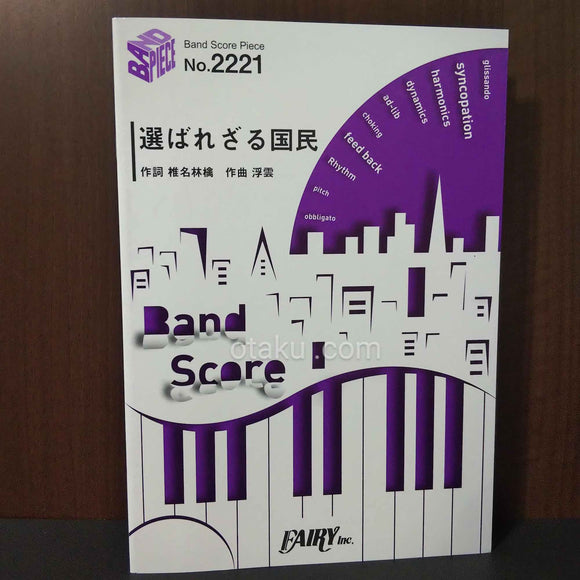 BAND PIECE
Band Score Piece
No.2221
選ばれざる国民
作詞 椎名林檎 作曲 浮雲
glissando
syncopation
harmonics
dynamics
ad-lib
choking
feed back
Rhythm
pitch
obbligato
Band
Score
otaku.com
FAIRY Inc.